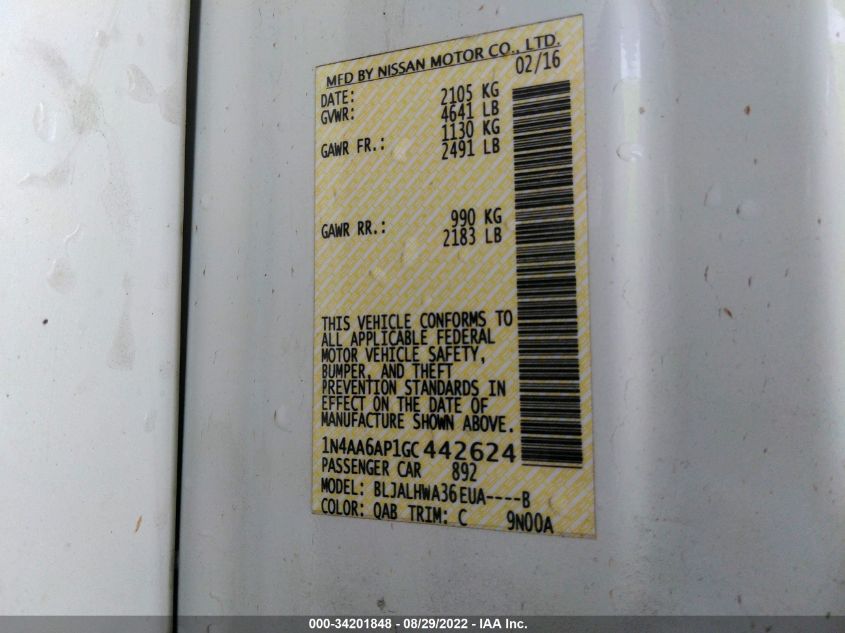 MFD BY NISSAN MOTOR CO., LTD.
02/16
DATE: 2105 KG
GVWR: 4641 LB
1130 KG
GAWR FR.: 2491 LB
990 KG
GAWR RR.: 2183 LB
THIS VEHICLE CONFORMS TO
ALL APPLICABLE FEDERAL
MOTOR VEHICLE SAFETY,
BUMPER, AND THEFT
PREVENTION STANDARDS IN
EFFECT ON THE DATE OF
MANUFACTURE SHOWN ABOVE.
1N4AA6AP1GC442624
PASSENGER CAR 892
MODEL: BLJALHWA36EUA----B
COLOR: QAB TRIM: C 9N00A
000-34201848 - 08/29/2022 - IAA Inc.